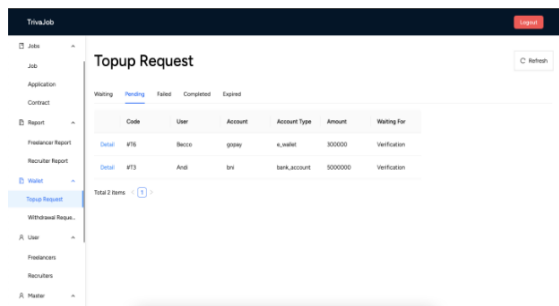 TrivaJob
Logout
Jobs
Job
Application
Contract
Report
Freelancer Report
Recruiter Report
Wallet
Topup Request
Withdrawal Reque...
User
Freelancers
Recruiters
Master
Topup Request
Refresh
Waiting Pending Failed Completed Expired
Code User Account Account Type Amount Waiting For
Detail #T6 Becco gopay e_wallet 300000 Verification
Detail #T3 Andi bni bank_account 5000000 Verification
Total 2 items < 1 >